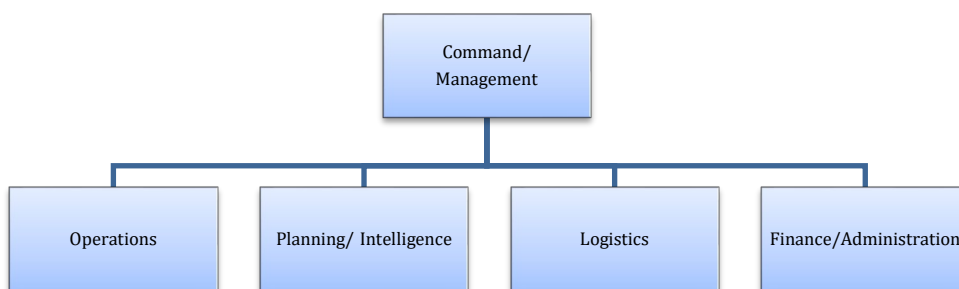 Command/
Management
Operations
Planning/ Intelligence
Logistics
Finance/Administration